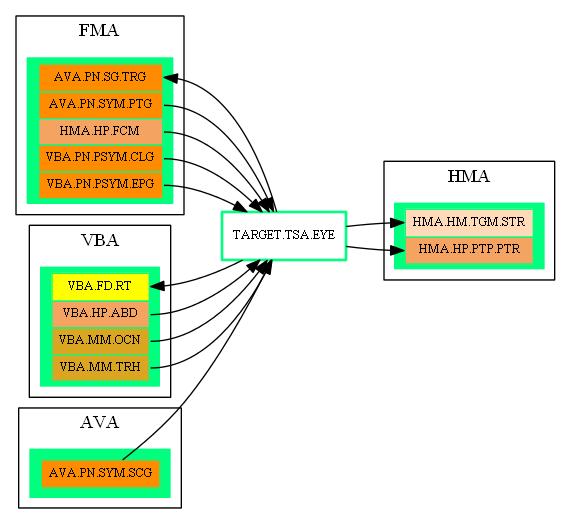 FMA
AVA.PN.SG.TRG
AVA.PN.SYM.PTG
HMA.HP.FCM
VBA.PN.PSYM.CLG
VBA.PN.PSYM.EPG
VBA
VBA.FD.RT
VBA.HP.ABD
VBA.MM.OCN
VBA.MM.TRH
AVA
AVA.PN.SYM.SCG
TARGET.TSA.EYE
HMA
HMA.HM.TGM.STR
HMA.HP.PTP.PTR